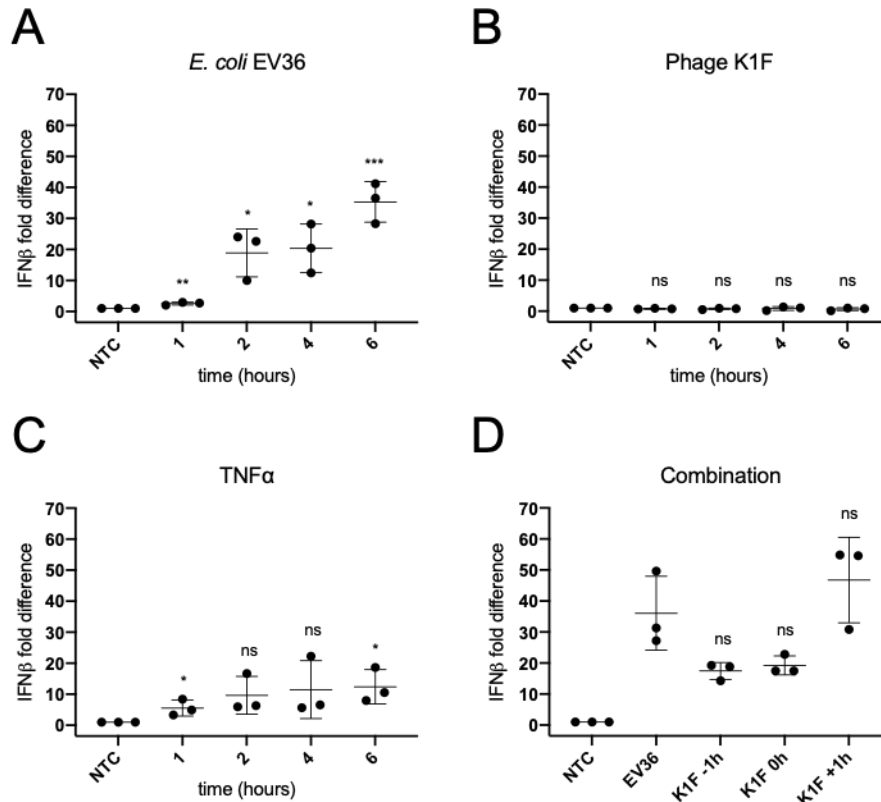 A
E. coli EV36
IFNβ fold difference
70
60
50
40
30
20
10
0
**
*
*
***
NTC
1
2
4
6
time (hours)
B
Phage K1F
IFNβ fold difference
70
60
50
40
30
20
10
0
ns
ns
ns
ns
NTC
1
2
4
6
time (hours)
C
TNFα
IFNβ fold difference
70
60
50
40
30
20
10
0
*
ns
ns
*
NTC
1
2
4
6
time (hours)
D
Combination
IFNβ fold difference
70
60
50
40
30
20
10
0
ns
ns
ns
NTC
EV36
K1F -1h
K1F 0h
K1F +1h